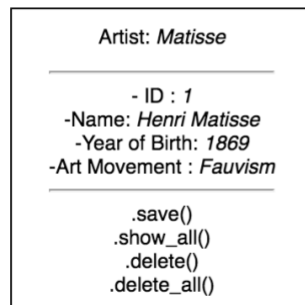 Artist: Matisse
- ID : 1
-Name: Henri Matisse
-Year of Birth: 1869
-Art Movement : Fauvism
.save()
.show_all()
.delete()
.delete_all()